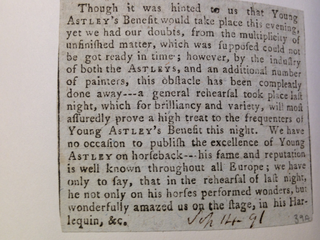 Though it was hinted to us that Young
ASTLEY's Benefit would take place this evening,
yet we had our doubts, from the multiplicity of
unfinished matter, which was supposed could not
be got ready in time; however, by the industry
of both the ASTLEYS, and an additional number
of painters, this obstacle has been complexly
done away---a general rehearsal took place last
night, which for brilliancy and variety, will most
assuredly prove a high treat to the frequenters of
Young ASTLEY's Benefit this night. We have
no occasion to publish the excellence of Young
ASTLEY on horseback---his fame and reputation
is well known throughout all Europe; we have
only to say, that in the rehearsal of last night,
he not only on his horses performed wonders, but
wonderfully amazed us on the stage, in his Har-
lequin, &c. Sep 14 91